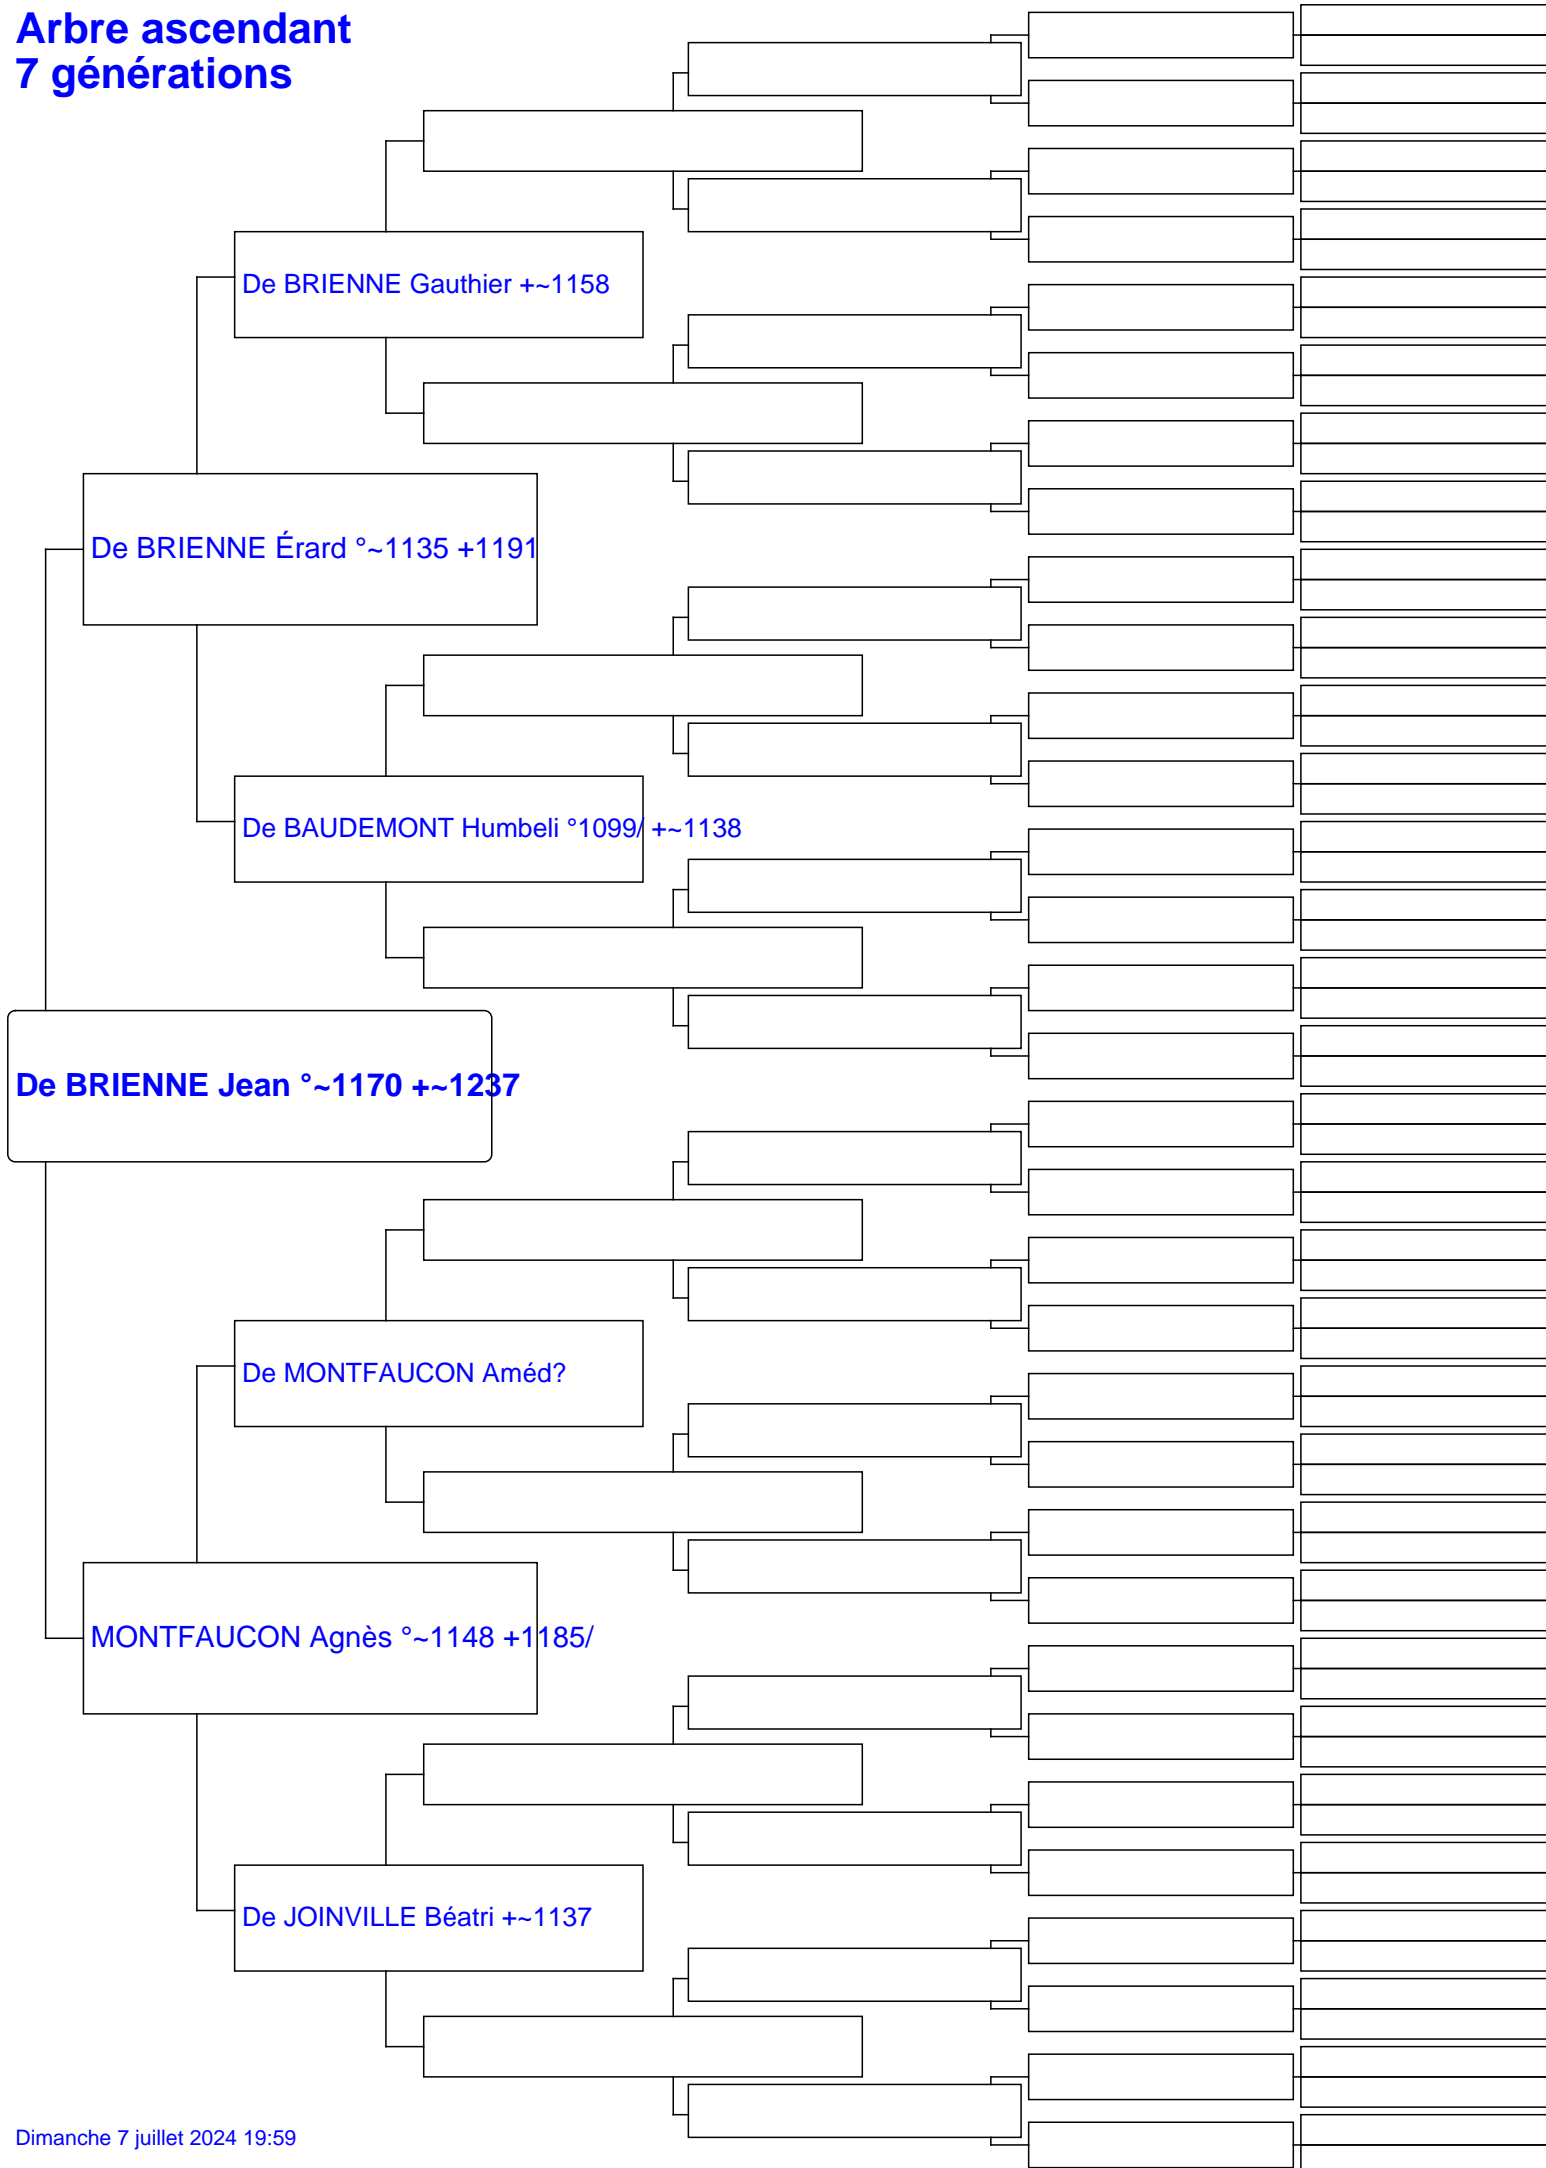 Arbre ascendant
7 générations
De BRIENNE Gauthier +~1158
De BRIENNE Érard °~1135 +1191
De BAUDEMONT Humbeli °1099/ +~1138
De BRIENNE Jean °~1170 +~1237
De MONTFAUCON Améd?
MONTFAUCON Agnès °~1148 +1185/
De JOINVILLE Béatri +~1137
Dimanche 7 juillet 2024 19:59